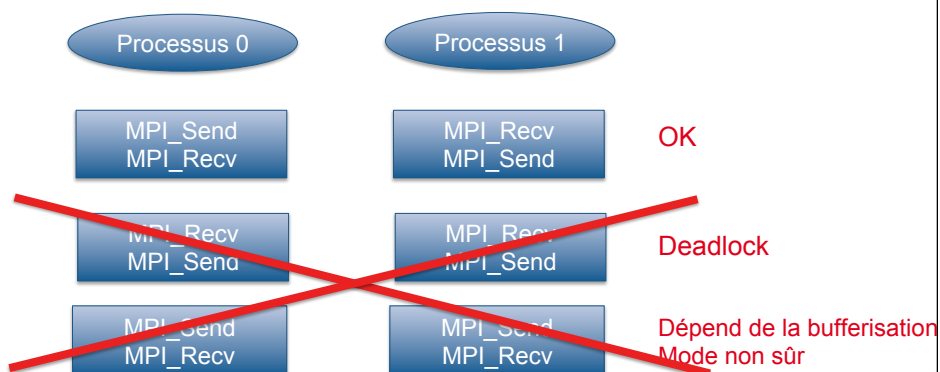 Processus 0 Processus 1
MPI_Send MPI_Recv OK
MPI_Recv MPI_Send
MPI_Recv MPI_Recv Deadlock
MPI_Send MPI_Send
MPI_Send MPI_Send Dépend de la bufferisation
MPI_Recv MPI_Recv Mode non sûr